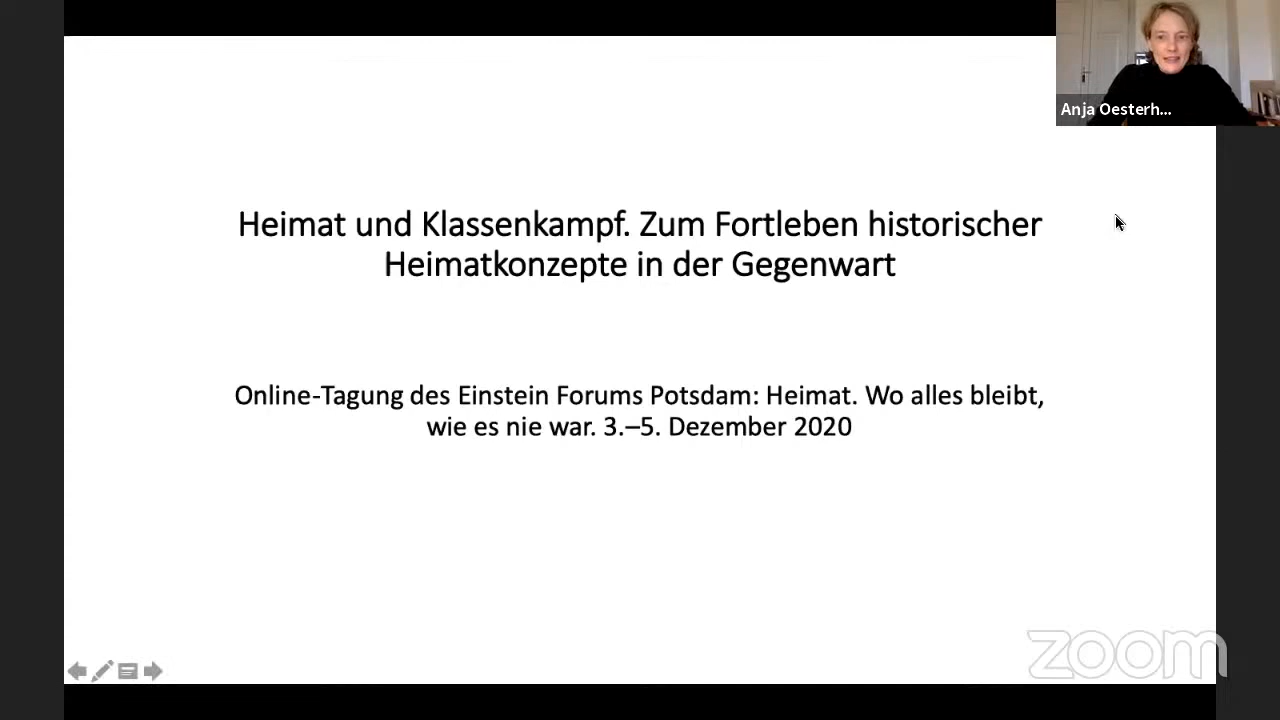 Anja Oesterh...
Heimat und Klassenkampf. Zum Fortleben historischer
Heimatkonzepte in der Gegenwart
Online-Tagung des Einstein Forums Potsdam: Heimat. Wo alles bleibt,
wie es nie war. 3.–5. Dezember 2020
zoom